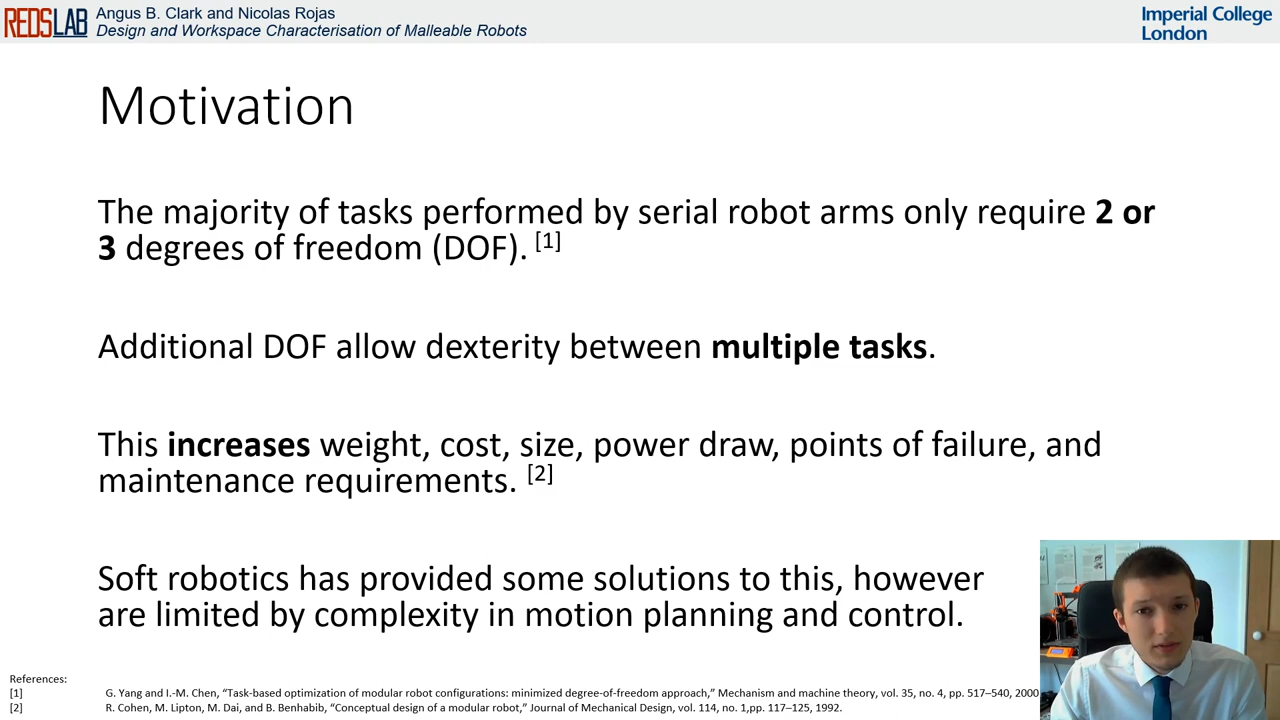 REDSLAB
Angus B. Clark and Nicolas Rojas
Design and Workspace Characterisation of Malleable Robots
Imperial College
London
Motivation
The majority of tasks performed by serial robot arms only require 2 or
3 degrees of freedom (DOF). [1]
Additional DOF allow dexterity between multiple tasks.
This increases weight, cost, size, power draw, points of failure, and
maintenance requirements. [2]
Soft robotics has provided some solutions to this, however
are limited by complexity in motion planning and control.
References:
[1] G. Yang and I.-M. Chen, “Task-based optimization of modular robot configurations: minimized degree-of-freedom approach,” Mechanism and machine theory, vol. 35, no. 4, pp. 517–540, 2000
[2] R. Cohen, M. Lipton, M. Dai, and B. Benhabib, “Conceptual design of a modular robot,” Journal of Mechanical Design, vol. 114, no. 1,pp. 117–125, 1992.